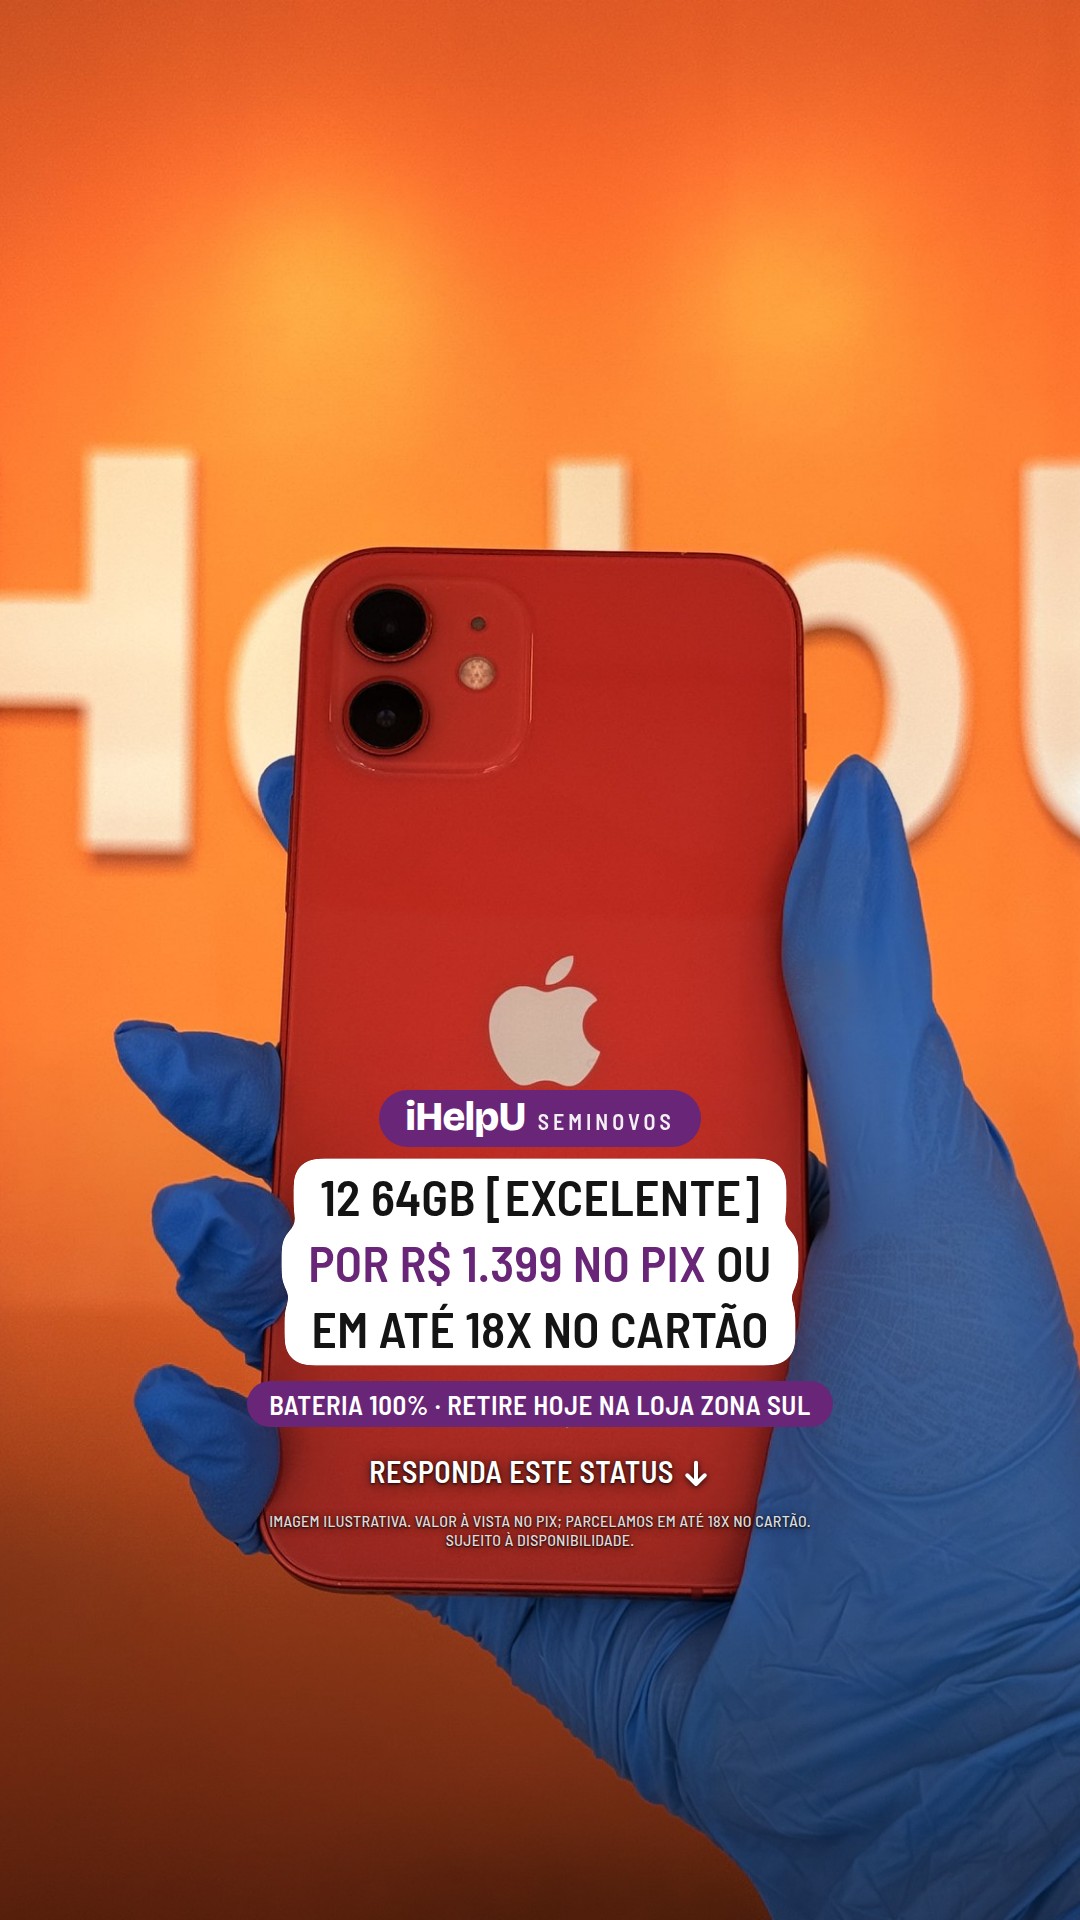 HelpU
iHelpU SEMINOVOS
12 64GB [EXCELENTE]
POR R$ 1.399 NO PIX OU
EM ATÉ 18X NO CARTÃO
BATERIA 100% · RETIRE HOJE NA LOJA ZONA SUL
RESPONDA ESTE STATUS ↓
IMAGEM ILUSTRATIVA. VALOR À VISTA NO PIX; PARCELAMOS EM ATÉ 18X NO CARTÃO.
SUJEITO À DISPONIBILIDADE.